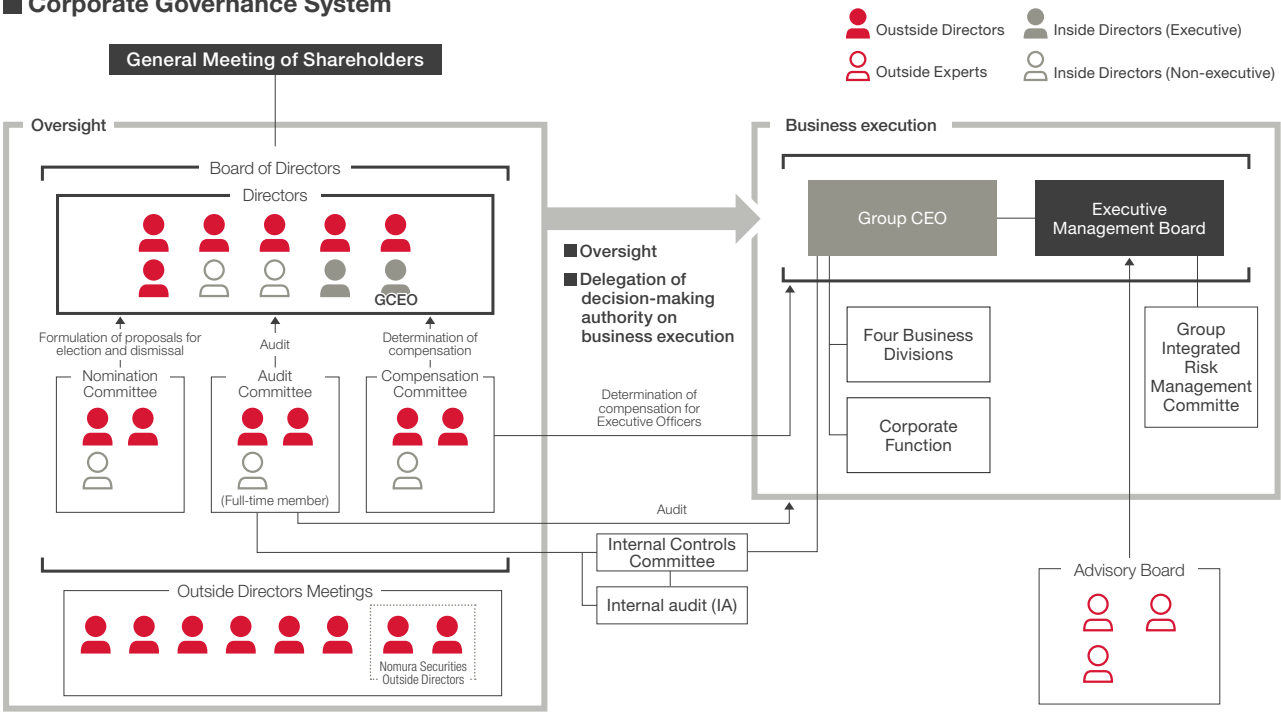 Corporate Governance System
Oustside Directors
Inside Directors (Executive)
Outside Experts
Inside Directors (Non-executive)
General Meeting of Shareholders
Oversight
Board of Directors
Directors
GCEO
Formulation of proposals for
election and dismissal
Audit
Determination of
compensation
Nomination
Committee
Audit
Committee
(Full-time member)
Compensation
Committee
Outside Directors Meetings
Nomura Securities
Outside Directors
Oversight
Delegation of
decision-making
authority on
business execution
Determination of
compensation for
Executive Officers
Audit
Internal Controls
Committee
Internal audit (IA)
Business execution
Group CEO
Executive
Management Board
Four Business
Divisions
Corporate
Function
Group
Integrated
Risk
Management
Committe
Advisory Board